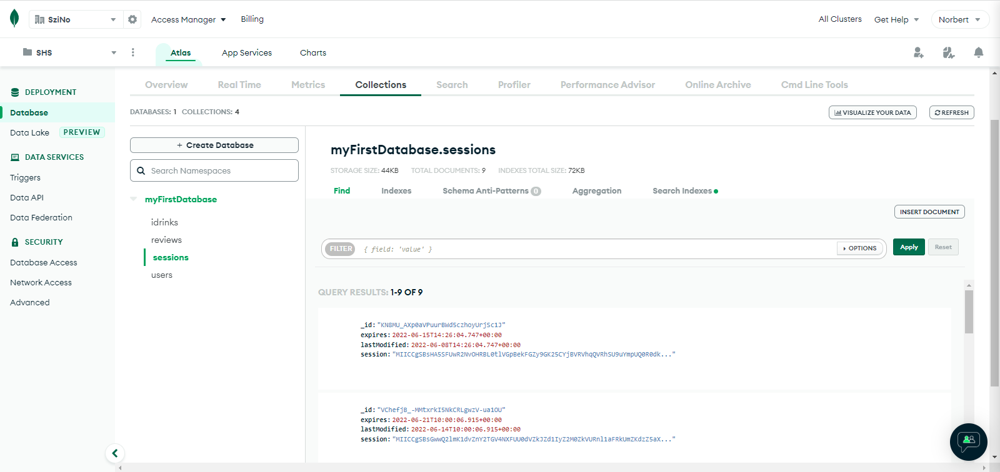 SziNo Access Manager Billing All Clusters Get Help Norbert
SHS Atlas App Services Charts
DEPLOYMENT
Database
Data Lake PREVIEW
DATA SERVICES
Triggers
Data API
Data Federation
SECURITY
Database Access
Network Access
Advanced
Overview Real Time Metrics Collections Search Profiler Performance Advisor Online Archive Cmd Line Tools
DATABASES: 1 COLLECTIONS: 4 VISUALIZE YOUR DATA REFRESH
+ Create Database
Search Namespaces
myFirstDatabase
idrinks
reviews
sessions
users
myFirstDatabase.sessions
STORAGE SIZE: 44KB TOTAL DOCUMENTS: 9 INDEXES TOTAL SIZE: 72KB
Find Indexes Schema Anti-Patterns 0 Aggregation Search Indexes
INSERT DOCUMENT
FILTER { field: 'value' } OPTIONS Apply Reset
QUERY RESULTS: 1-9 OF 9
_id: "KN8MU_AXp0aVPuurBWd5czhoyUrjSc1J"
expires: 2022-06-15T14:26:04.747+00:00
lastModified: 2022-06-08T14:26:04.747+00:00
session: "MIICCgSBsHA5SFUwR2NvOHRBL0tlVGpBekFGZy9GK25CYjBVRVhqQVRhSU9uYmpUQ0R0dk..."
_id: "VChefjB_-MMtxrkI5NkCRLgwzV-ua1OU"
expires: 2022-06-21T10:00:06.915+00:00
lastModified: 2022-06-14T10:00:06.915+00:00
session: "MIICCgSBsGwwQ2lmK1dvZnY2TGV4NXFUU0dVZkJZd1IyZ2M0ZkVURnl1aFRkUmZKdzZ5aX..."